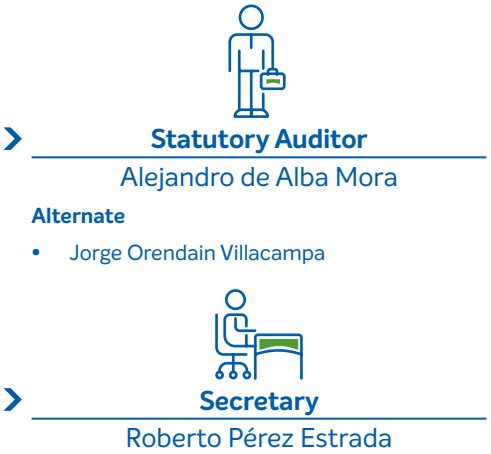 Statutory Auditor
Alejandro de Alba Mora
Alternate
• Jorge Orendain Villacampa
Secretary
Roberto Pérez Estrada